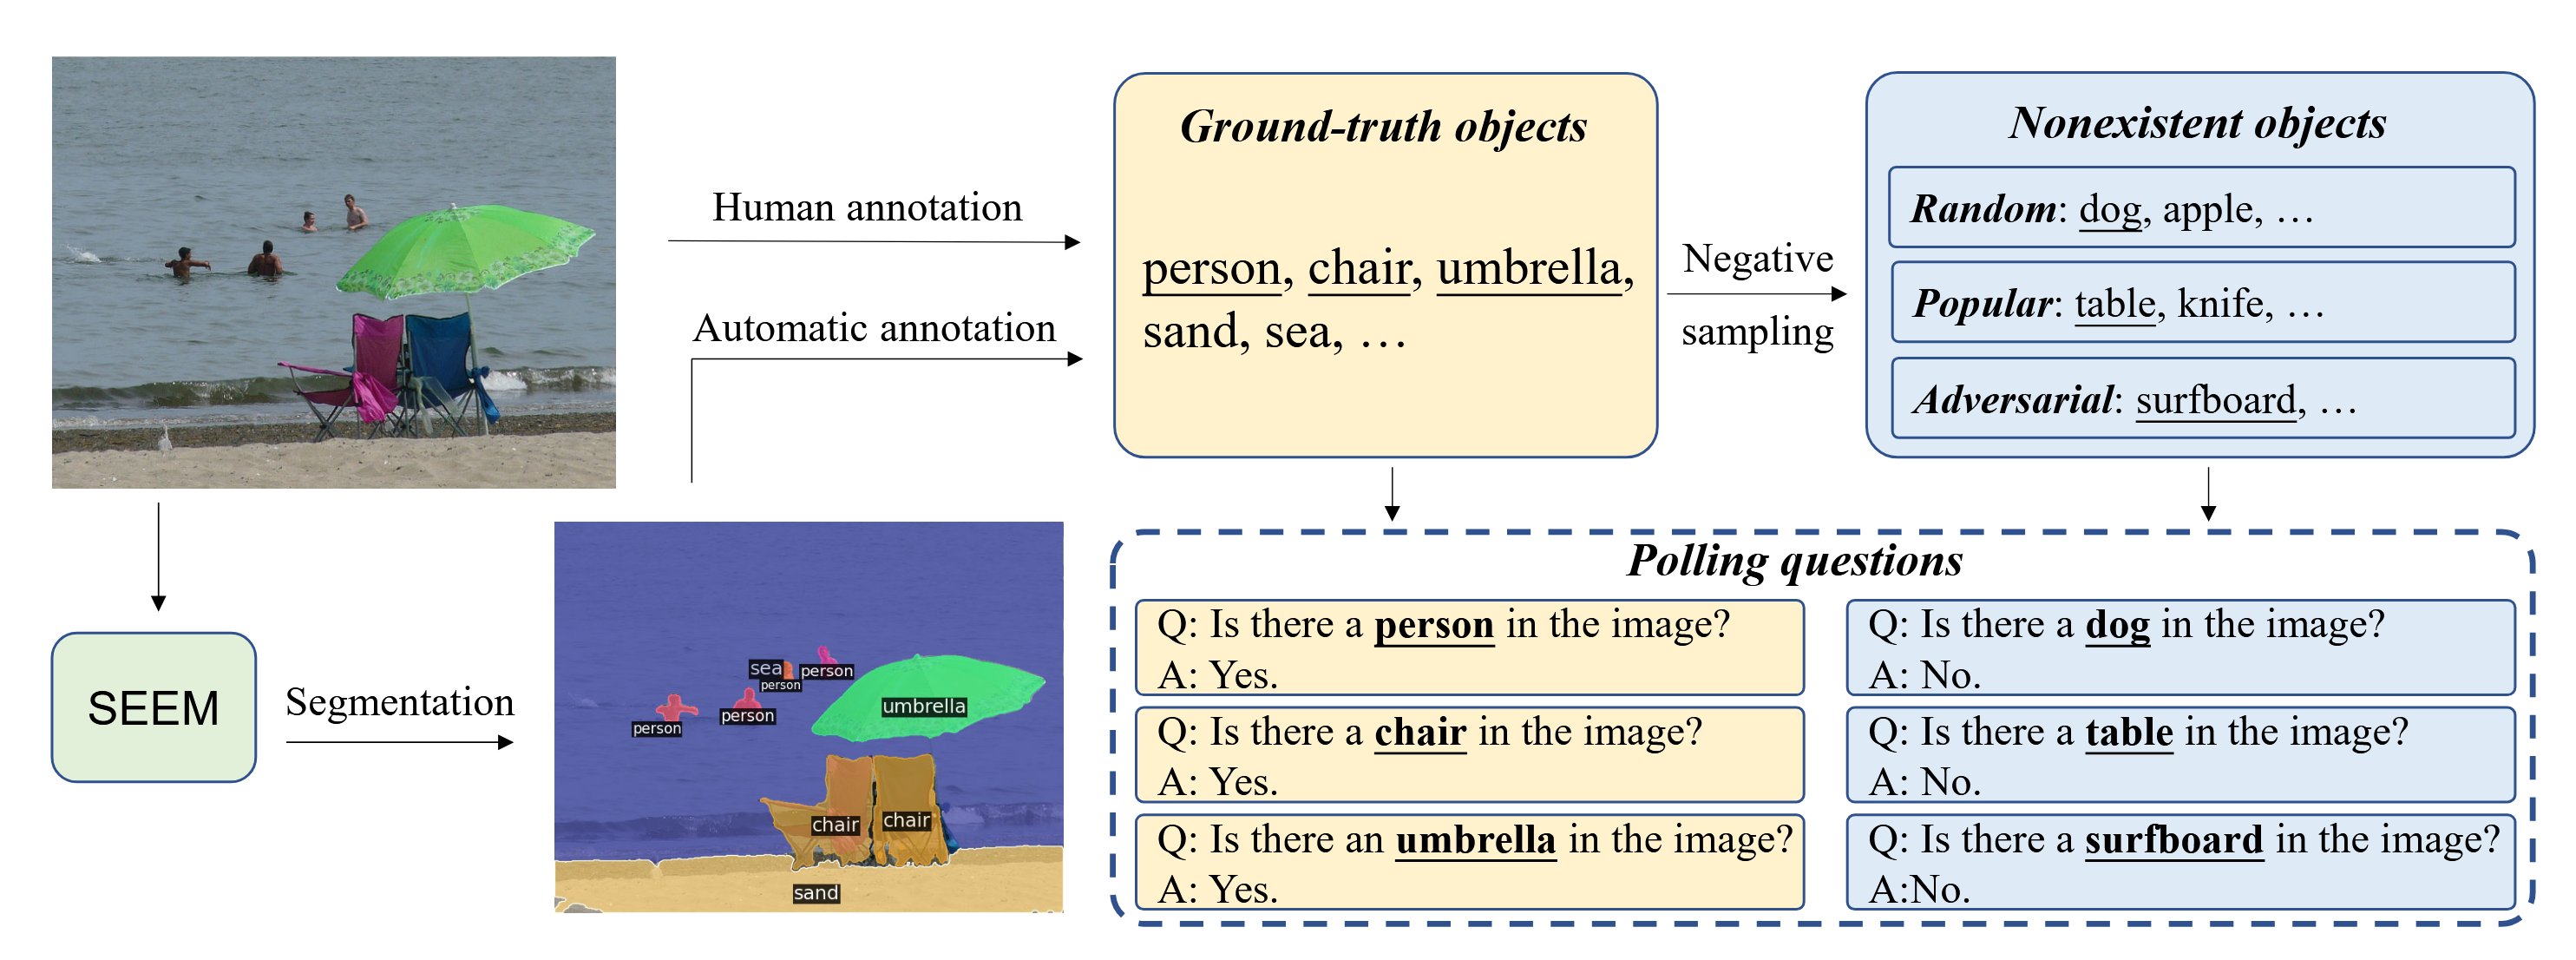 Human annotation
Automatic annotation
Ground-truth objects
person, chair, umbrella,
sand, sea, …
Negative
sampling
Nonexistent objects
Random: dog, apple, …
Popular: table, knife, …
Adversarial: surfboard, …
SEEM
Segmentation
sea
person
person
person
person
umbrella
chair
chair
sand
Polling questions
Q: Is there a person in the image?
A: Yes.
Q: Is there a chair in the image?
A: Yes.
Q: Is there an umbrella in the image?
A: Yes.
Q: Is there a dog in the image?
A: No.
Q: Is there a table in the image?
A: No.
Q: Is there a surfboard in the image?
A:No.